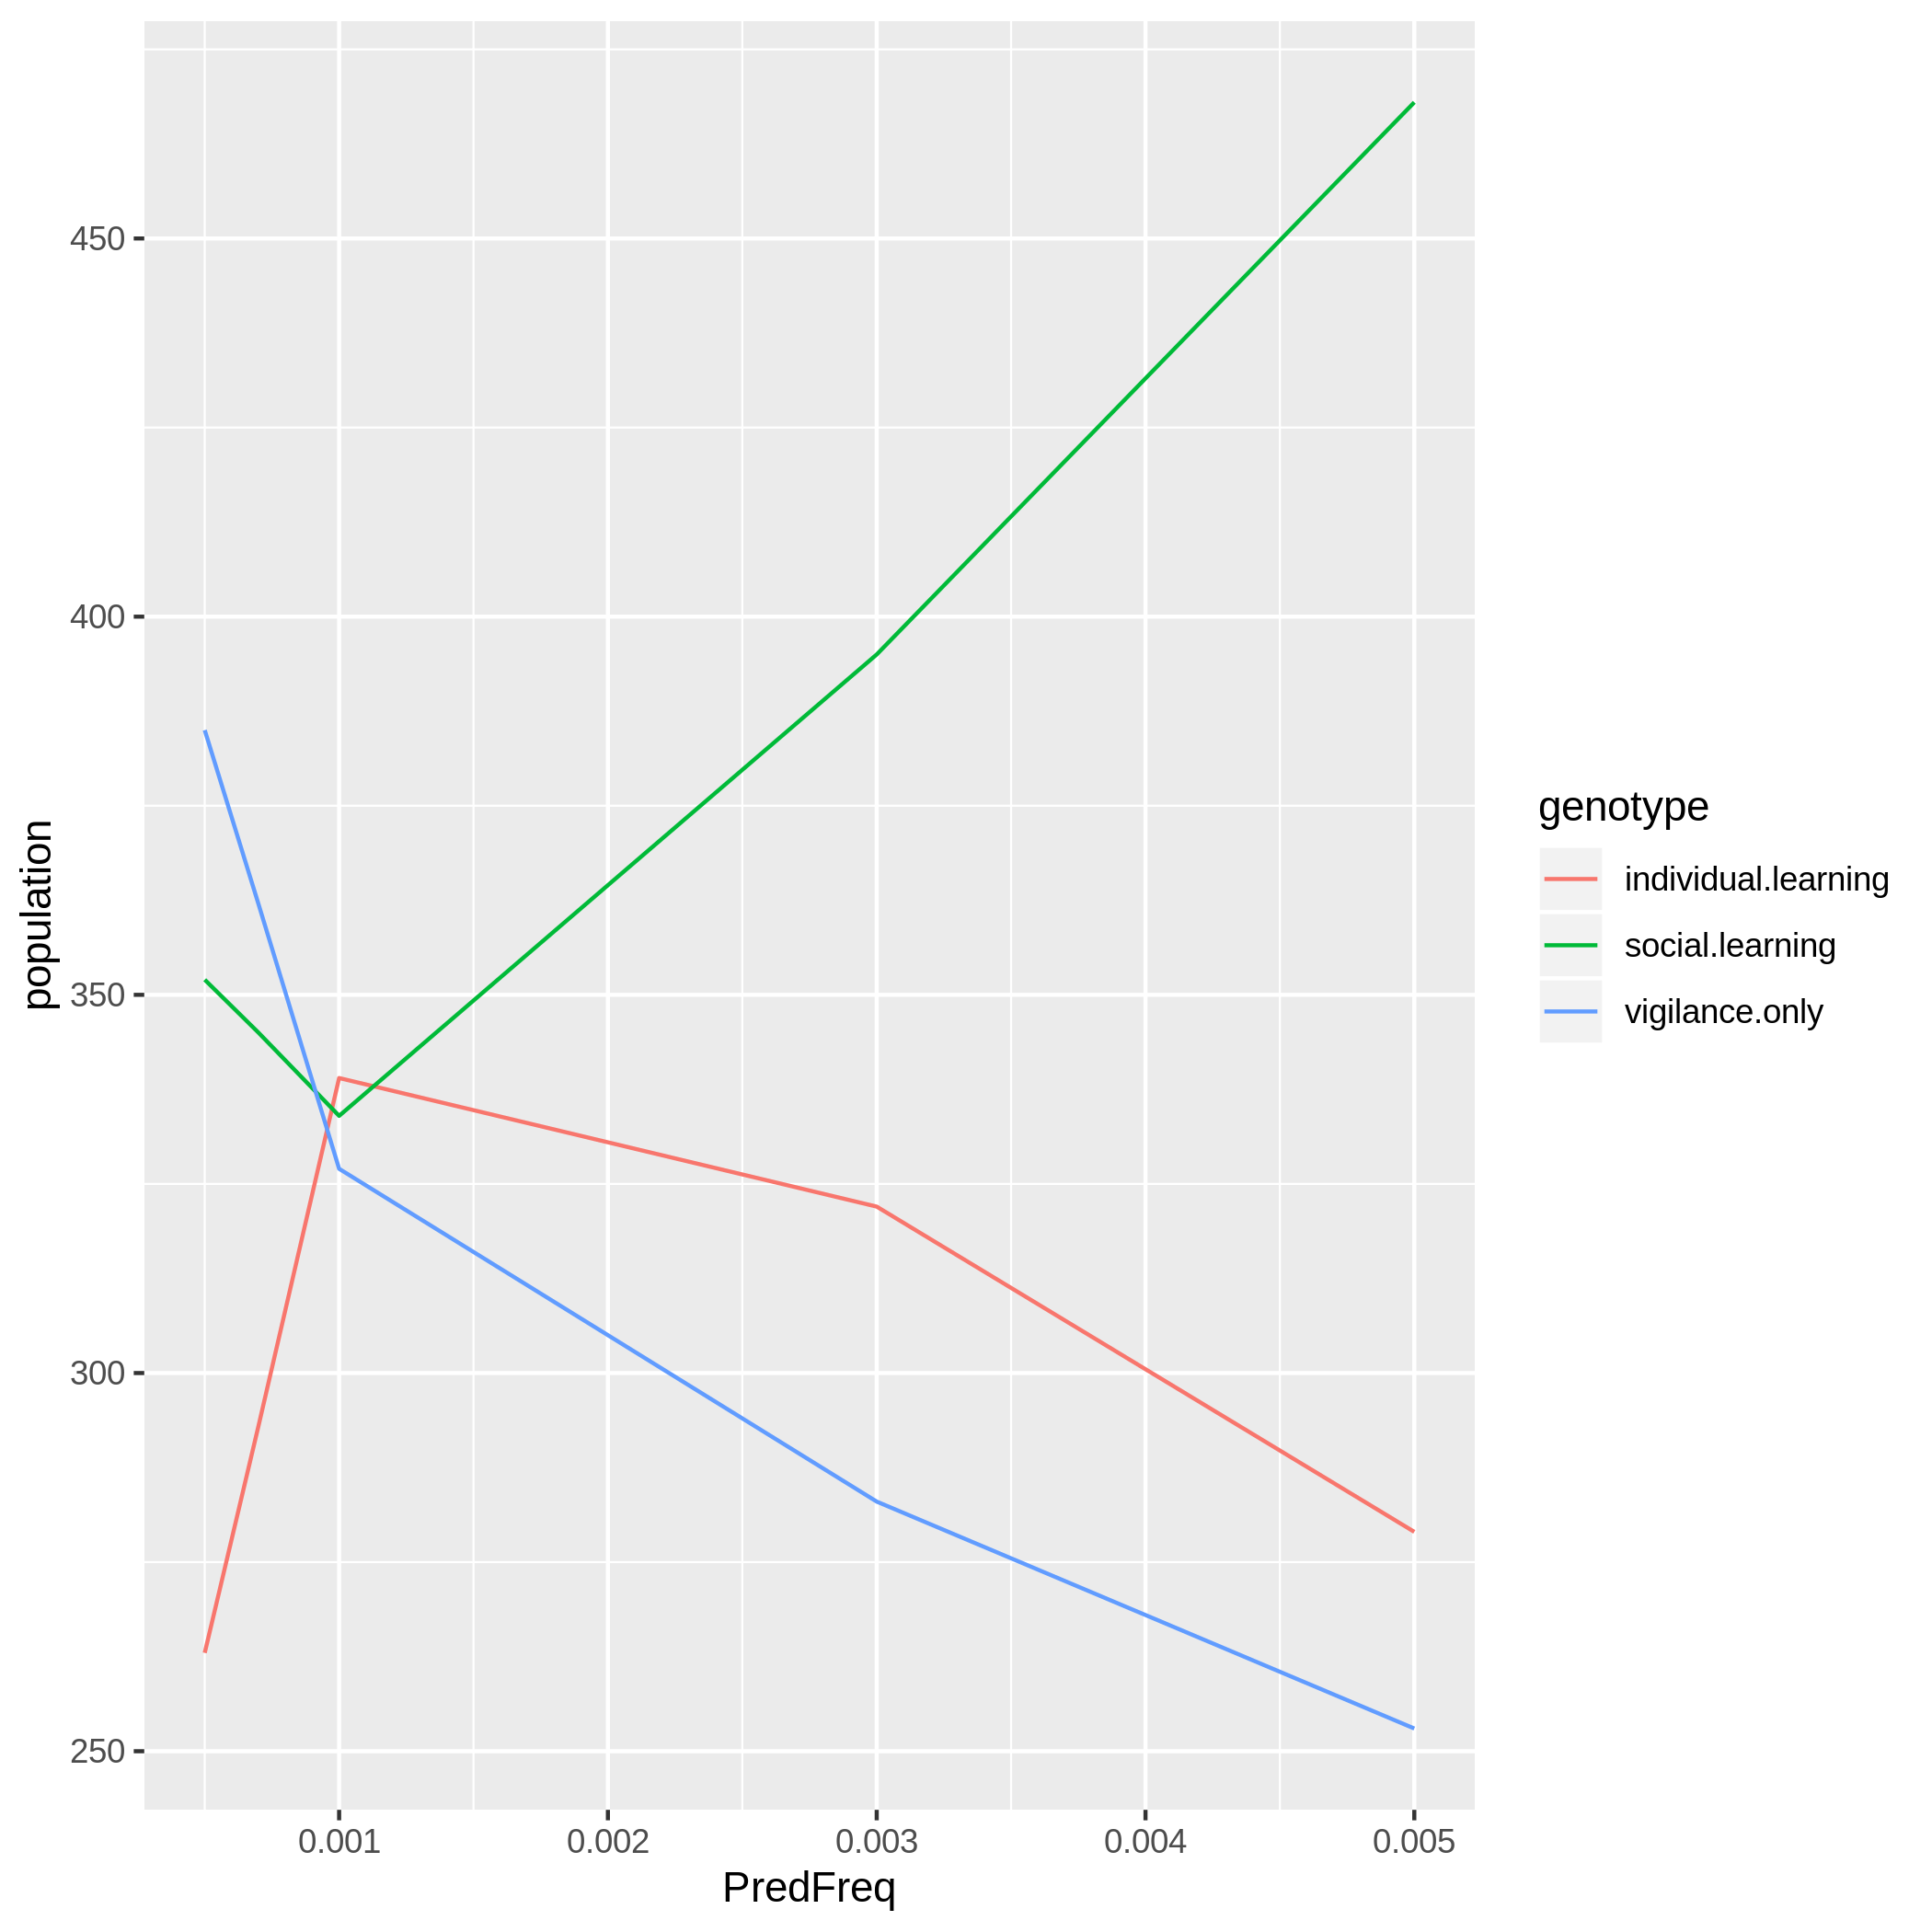 450
400
350
300
250
population
0.001 0.002 0.003 0.004 0.005
PredFreq
genotype
individual.learning
social.learning
vigilance.only